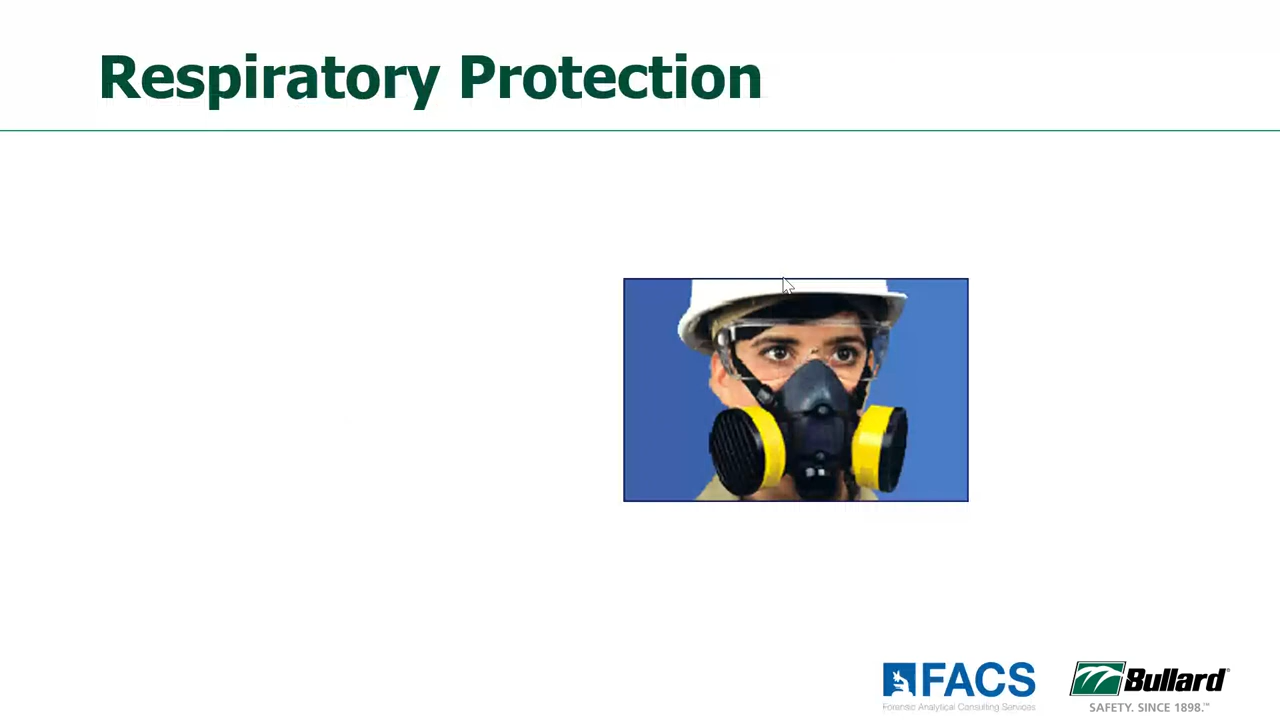 Respiratory Protection
FACS
Forensic Analytical Consulting Services
Bullard®
SAFETY. SINCE 1898.™